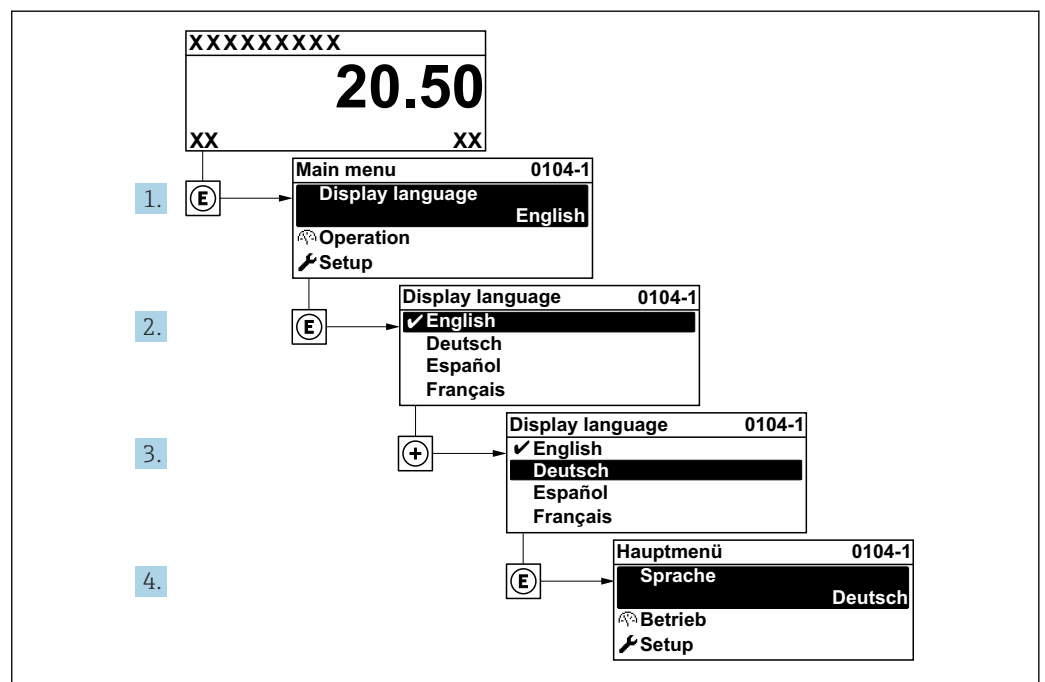 XXXXXXXXX
20.50
XX XX
1.
E
Main menu 0104-1
Display language
English
Operation
Setup
2.
E
Display language 0104-1
✔English
Deutsch
Español
Français
3.
+
Display language 0104-1
✔English
Deutsch
Español
Français
4.
E
Hauptmenü 0104-1
Sprache
Deutsch
Betrieb
Setup